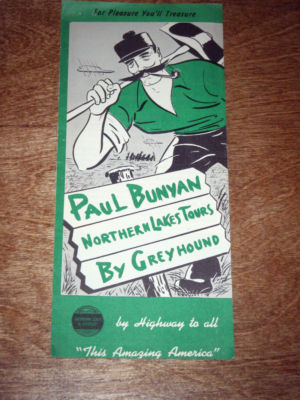 For Pleasure You'll Treasure
PAUL BUNYAN
NORTHERN LAKES TOURS
BY GREYHOUND
by Highway to all
"This Amazing America"